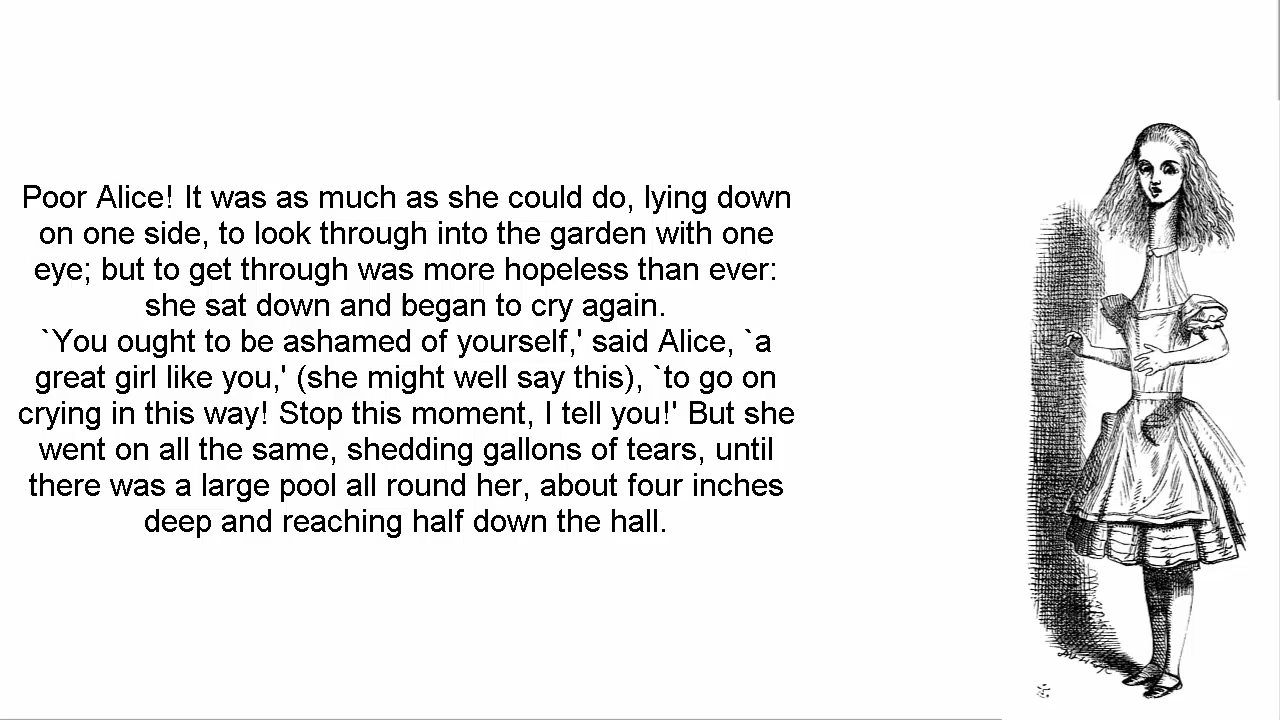 Poor Alice! It was as much as she could do, lying down
on one side, to look through into the garden with one
eye; but to get through was more hopeless than ever:
she sat down and began to cry again.
`You ought to be ashamed of yourself,' said Alice, `a
great girl like you,' (she might well say this), `to go on
crying in this way! Stop this moment, I tell you!' But she
went on all the same, shedding gallons of tears, until
there was a large pool all round her, about four inches
deep and reaching half down the hall.